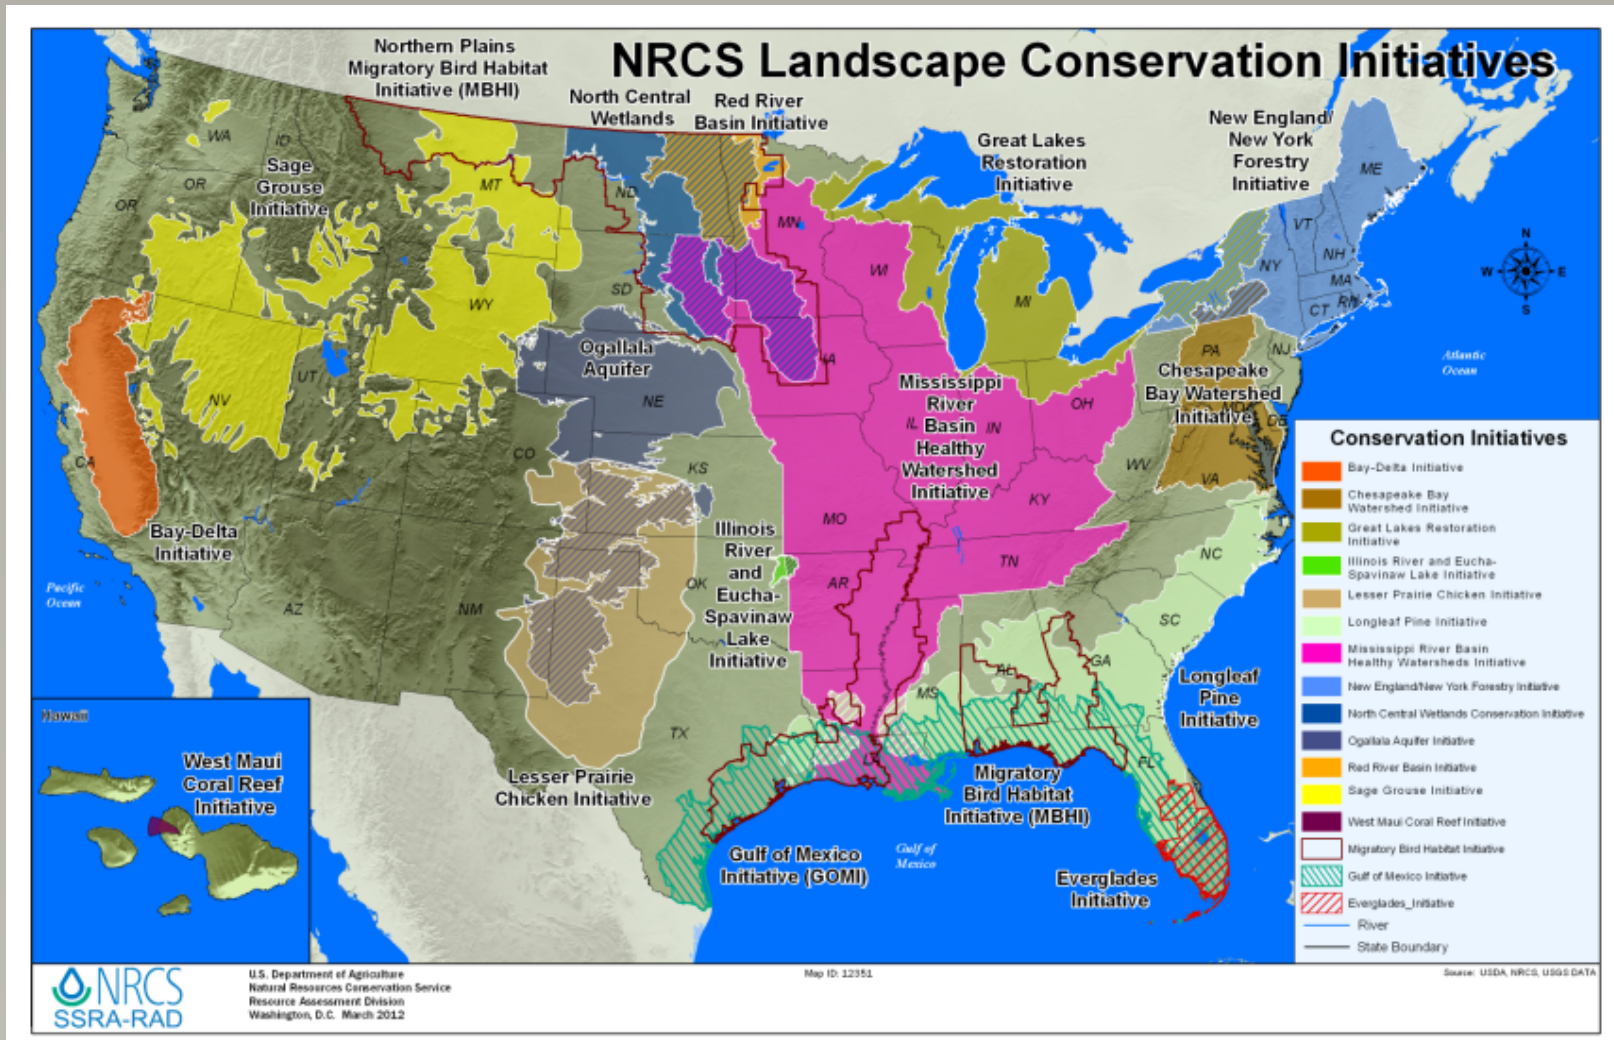 NRCS Landscape Conservation Initiatives
Northern Plains
Migratory Bird Habitat
Initiative (MBHI)
North Central
Wetlands
Red River
Basin Initiative
Great Lakes
Restoration
Initiative
New England/
New York
Forestry
Initiative
Sage
Grouse
Initiative
Ogallala
Aquifer
Mississippi
River
Basin
Healthy
Watershed
Initiative
Chesapeake
Bay Watershed
Initiative
Bay-Delta
Initiative
Illinois
River
and
Eucha-
Spavinaw
Lake
Initiative
Longleaf
Pine
Initiative
Lesser Prairie
Chicken Initiative
Migratory
Bird Habitat
Initiative (MBHI)
Gulf of Mexico
Initiative (GOMI)
Everglades
Initiative
West Maui
Coral Reef
Initiative
Hawaii
Pacific
Ocean
Atlantic
Ocean
Gulf of
Mexico
N
W
E
S
WA
ID
OR
OR
MT
ND
MN
SD
WY
WI
MI
ME
VT
NH
NY
MA
CT
RI
PA
NJ
NV
UT
CO
NE
IA
IL
IN
OH
MD
DE
WV
VA
CA
KS
MO
KY
AZ
NM
OK
AR
TN
NC
SC
TX
LA
MS
AL
GA
FL
Conservation Initiatives
Bay-Delta Initiative
Chesapeake Bay
Watershed Initiative
Great Lakes Restoration
Initiative
Illinois River and Eucha-
Spavinaw Lake Initiative
Lesser Prairie Chicken Initiative
Longleaf Pine Initiative
Mississippi River Basin
Healthy Watersheds Initiative
New England/New York Forestry Initiative
North Central Wetlands Conservation Initiative
Ogallala Aquifer Initiative
Red River Basin Initiative
Sage Grouse Initiative
West Maui Coral Reef Initiative
Migratory Bird Habitat Initiative
Gulf of Mexico Initiative
Everglades_Initiative
River
State Boundary
NRCS
SSRA-RAD
U.S. Department of Agriculture
Natural Resources Conservation Service
Resource Assessment Division
Washington, D.C. March 2012
Map ID: 12351
Source: USDA, NRCS, USGS DATA